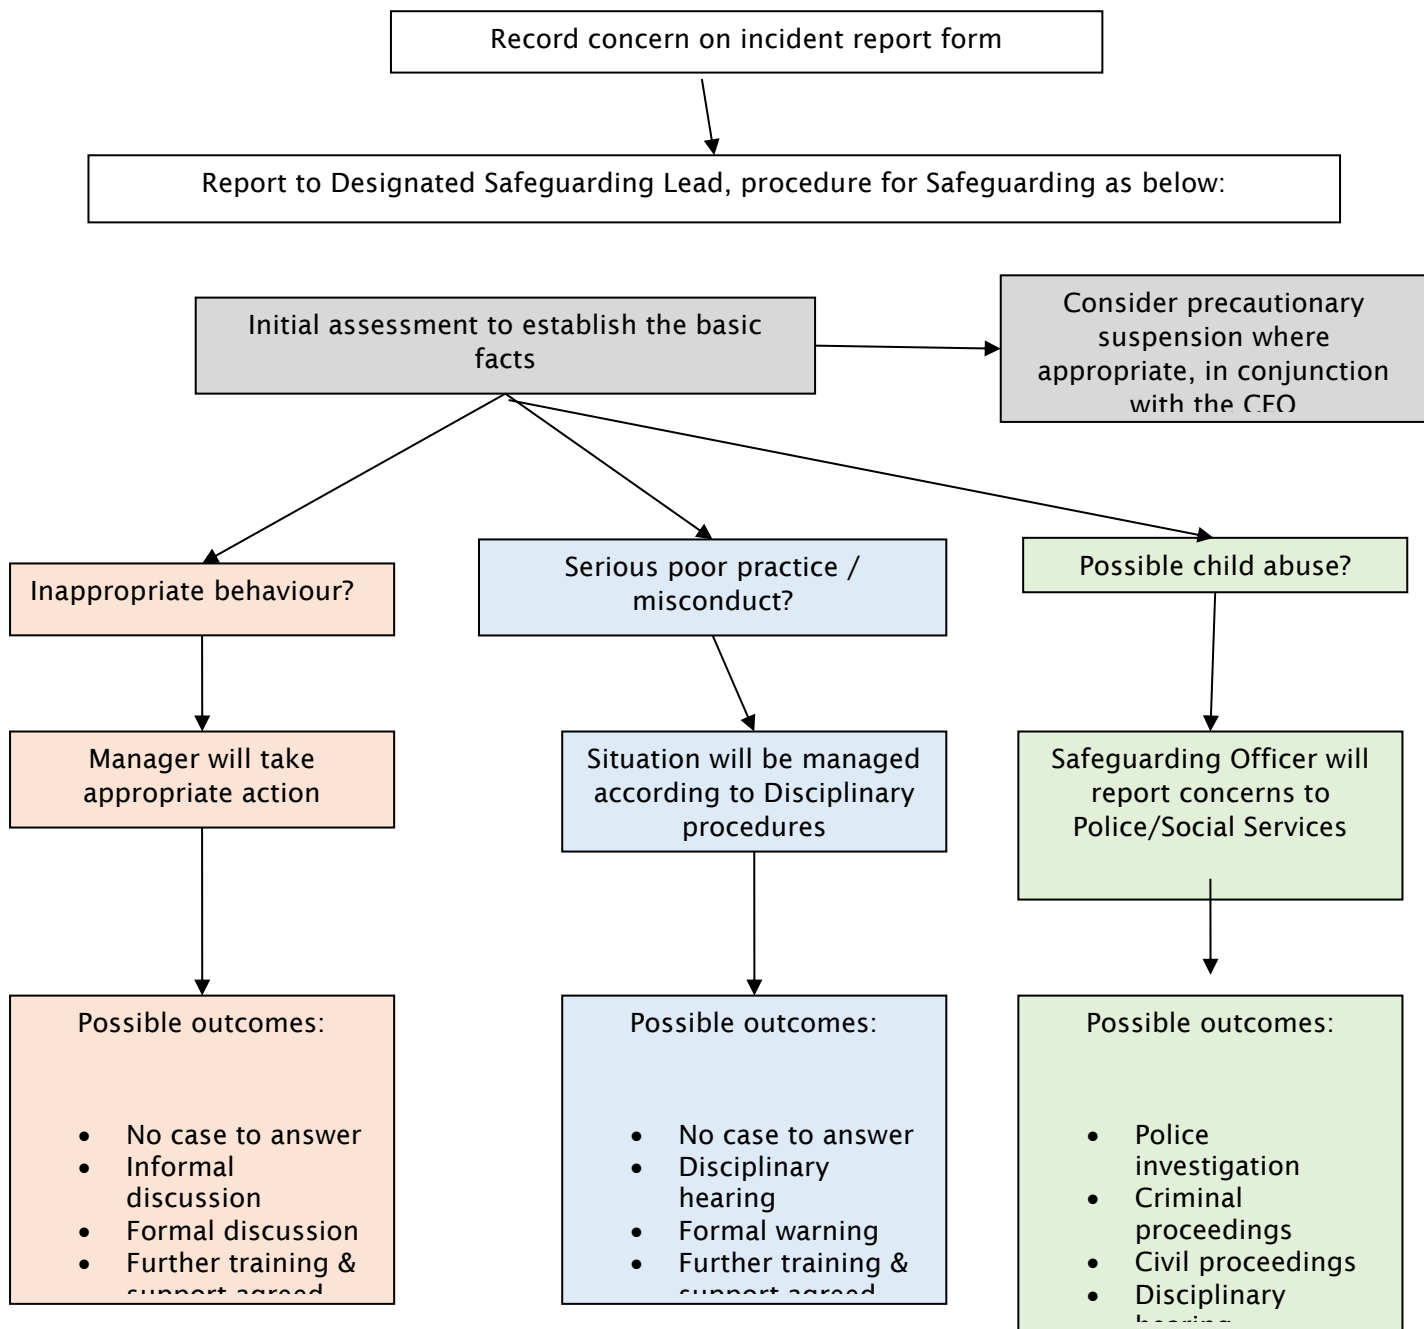 Record concern on incident report form
Report to Designated Safeguarding Lead, procedure for Safeguarding as below:
Initial assessment to establish the basic
facts
Consider precautionary
suspension where
appropriate, in conjunction
with the CEO
Inappropriate behaviour?
Serious poor practice /
misconduct?
Possible child abuse?
Manager will take
appropriate action
Situation will be managed
according to Disciplinary
procedures
Safeguarding Officer will
report concerns to
Police/Social Services
Possible outcomes:
• No case to answer
• Informal
discussion
• Formal discussion
• Further training &
support agreed
Possible outcomes:
• No case to answer
• Disciplinary
hearing
• Formal warning
• Further training &
support agreed
Possible outcomes:
• Police
investigation
• Criminal
proceedings
• Civil proceedings
• Disciplinary
hearing